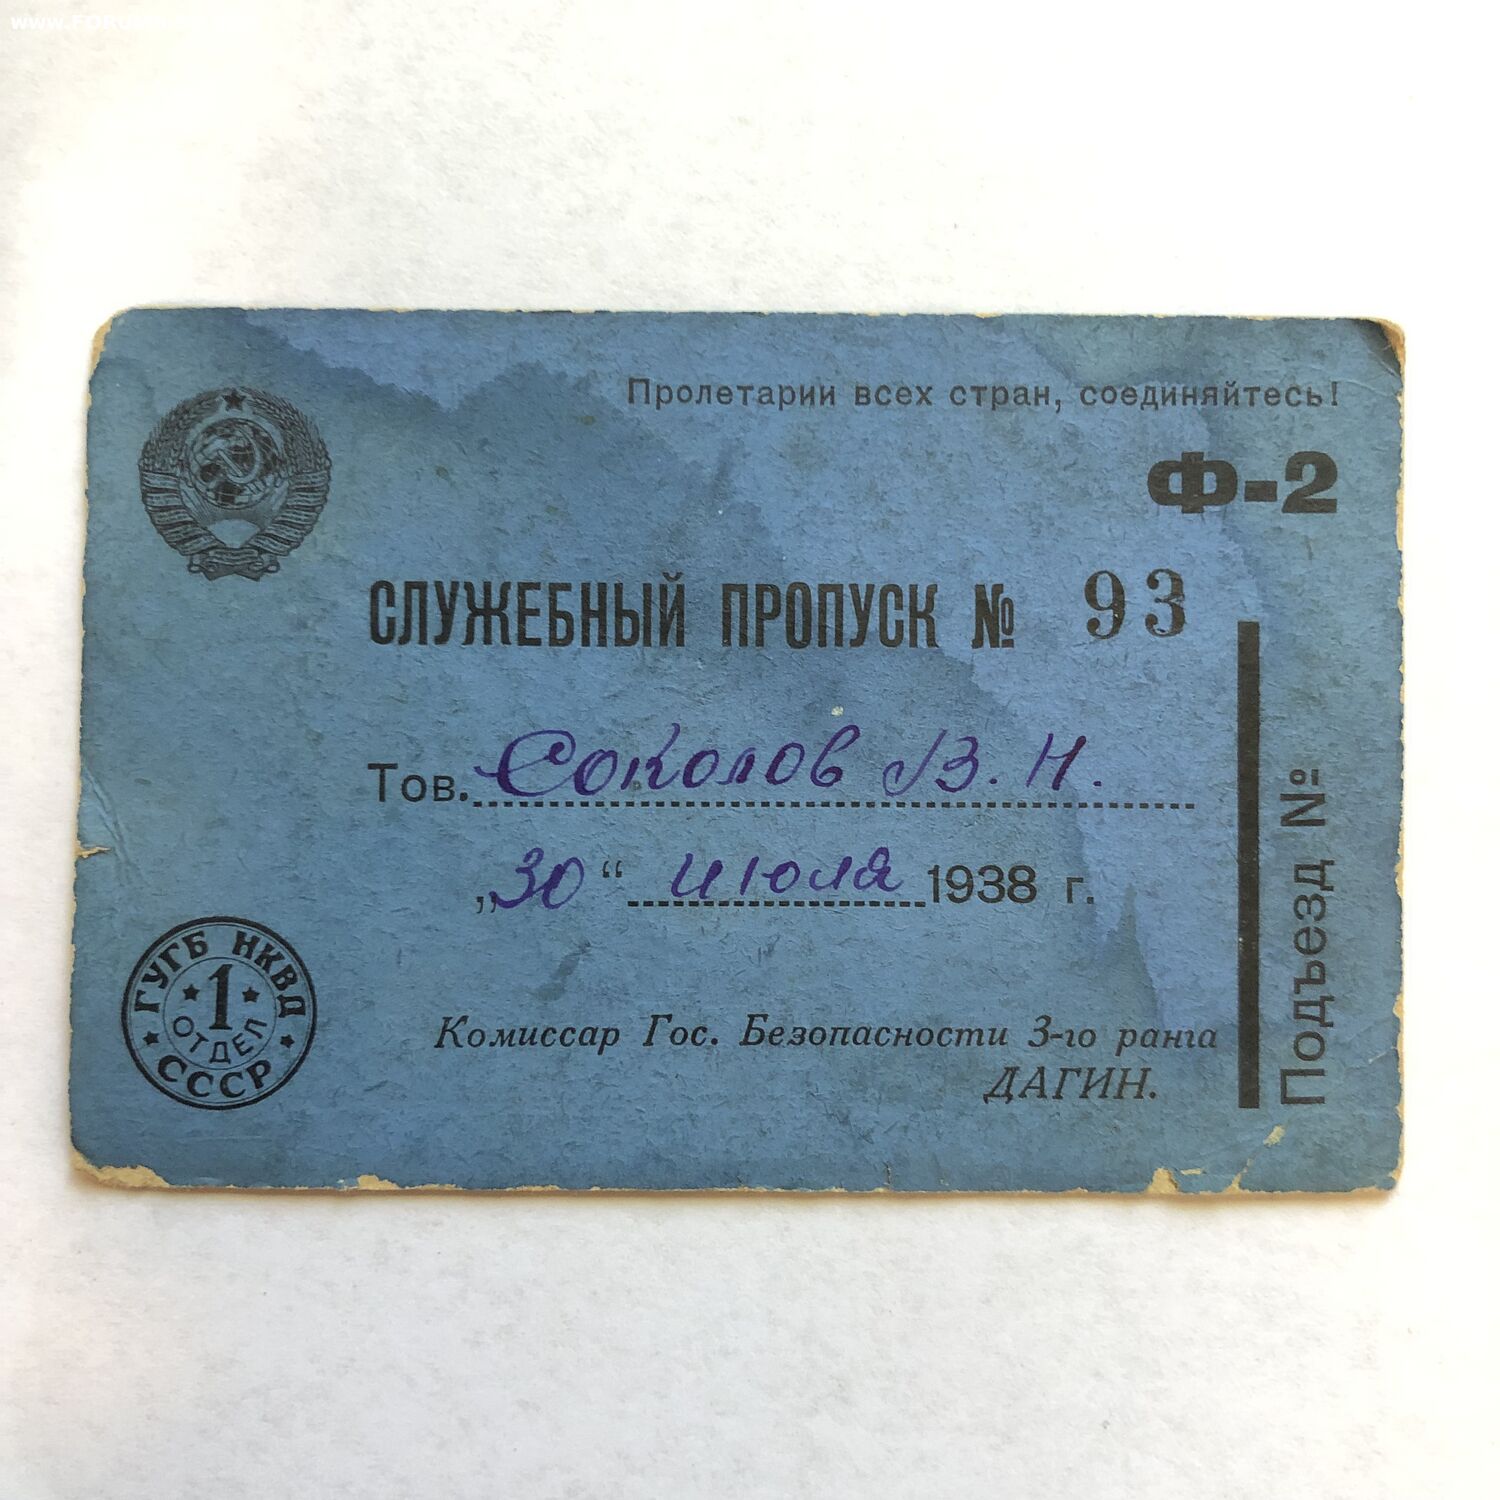 Пролетарии всех стран, соединяйтесь!
Ф-2
СЛУЖЕБНЫЙ ПРОПУСК № 93
Тов. Соколов В. Н.
„30“ июля 1938 г.
Комиссар Гос. Безопасности 3-го ранга
ДАГИН.
Подъезд №
ГУГБ НКВД
1
ОТДЕЛ
СССР